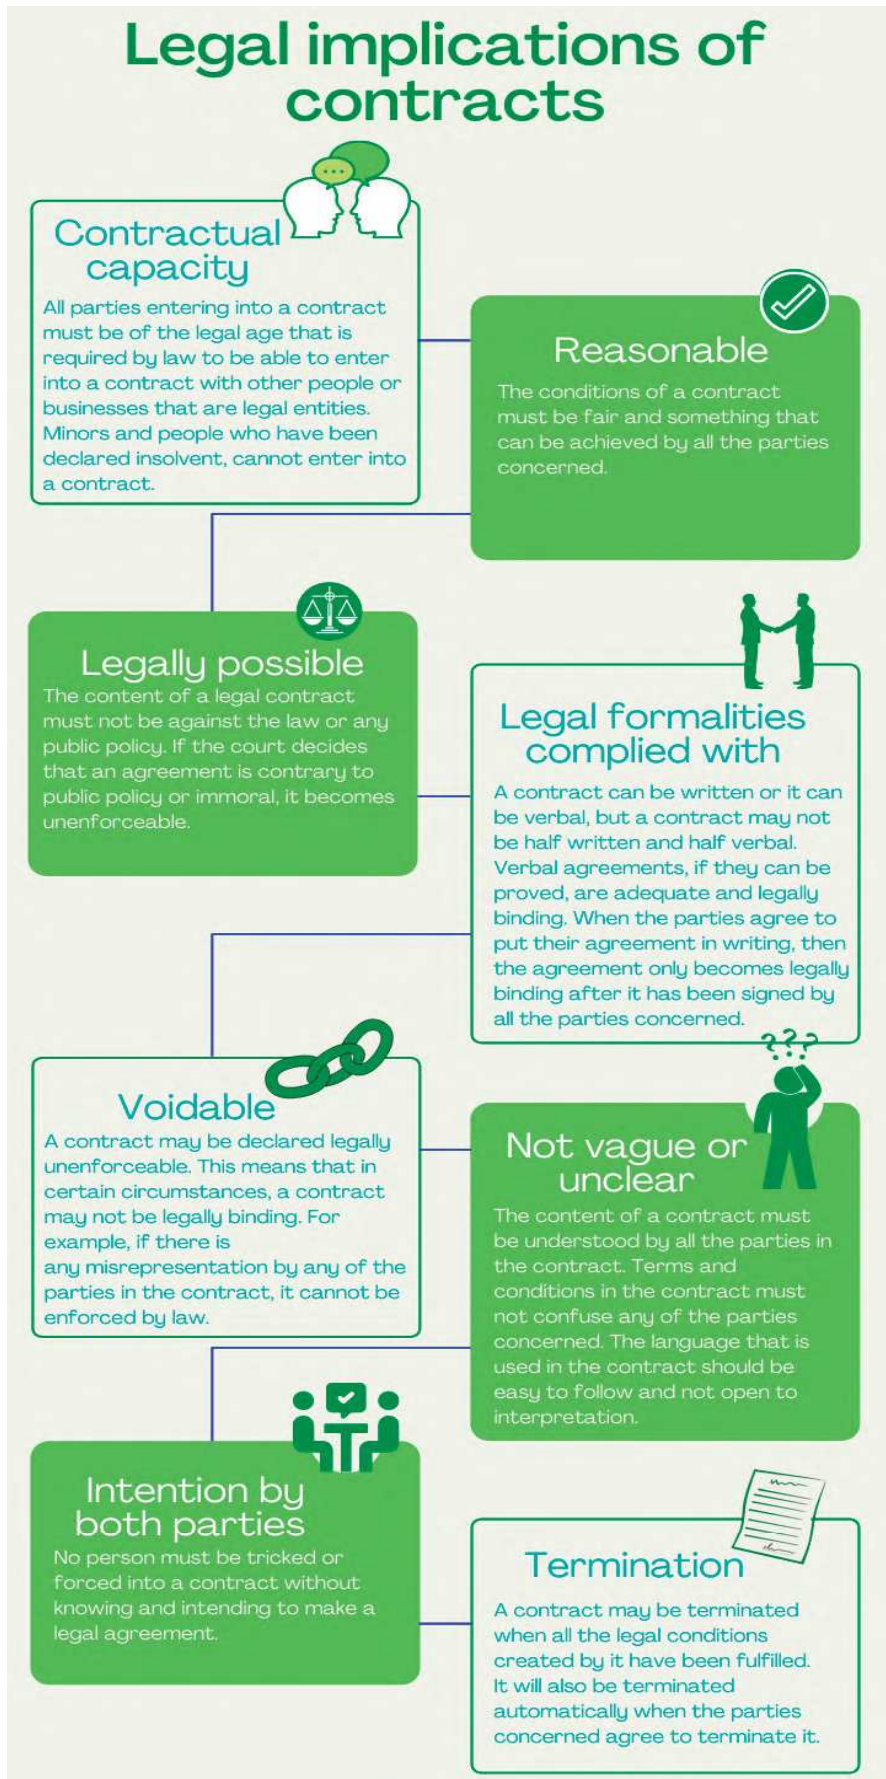 Legal implications of
contracts
Contractual
capacity
All parties entering into a contract
must be of the legal age that is
required by law to be able to enter
into a contract with other people or
businesses that are legal entities.
Minors and people who have been
declared insolvent, cannot enter into
a contract.
Reasonable
The conditions of a contract
must be fair and something that
can be achieved by all the parties
concerned.
Legally possible
The content of a legal contract
must not be against the law or any
public policy. If the court decides
that an agreement is contrary to
public policy or immoral, it becomes
unenforceable.
Legal formalities
complied with
A contract can be written or it can
be verbal, but a contract may not
be half written and half verbal.
Verbal agreements, if they can be
proved, are adequate and legally
binding. When the parties agree to
put their agreement in writing, then
the agreement only becomes legally
binding after it has been signed by
all the parties concerned.
Voidable
A contract may be declared legally
unenforceable. This means that in
certain circumstances, a contract
may not be legally binding. For
example, if there is
any misrepresentation by any of the
parties in the contract, it cannot be
enforced by law.
???
Not vague or
unclear
The content of a contract must
be understood by all the parties in
the contract. Terms and
conditions in the contract must
not confuse any of the parties
concerned. The language that is
used in the contract should be
easy to follow and not open to
interpretation.
Intention by
both parties
No person must be tricked or
forced into a contract without
knowing and intending to make a
legal agreement.
Termination
A contract may be terminated
when all the legal conditions
created by it have been fulfilled.
It will also be terminated
automatically when the parties
concerned agree to terminate it.